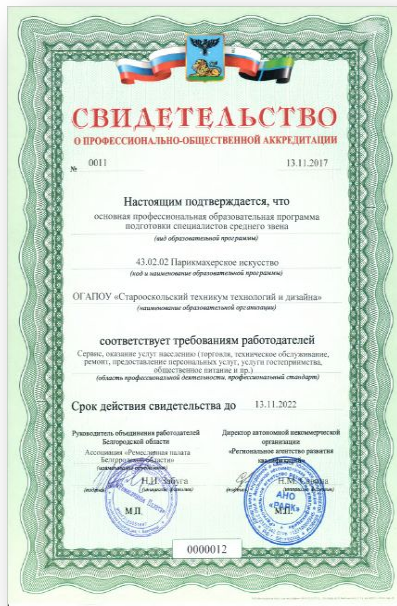 СВИДЕТЕЛЬСТВО
О ПРОФЕССИОНАЛЬНО-ОБЩЕСТВЕННОЙ АККРЕДИТАЦИИ
№ 0011 13.11.2017
Настоящим подтверждается, что
основная профессиональная образовательная программа
подготовки специалистов среднего звена
(вид образовательной программы)
43.02.02 Парикмахерское искусство
(код и наименование образовательной программы)
ОГАПОУ «Старооскольский техникум технологий и дизайна»
(наименование образовательной организации)
соответствует требованиям работодателей
Сервис, оказание услуг населению (торговля, техническое обслуживание,
ремонт, предоставление персональных услуг, услуги гостеприимства,
общественное питание и пр.)
(область профессиональной деятельности, профессиональный стандарт)
Срок действия свидетельства до 13.11.2022
Руководитель объединения работодателей
Белгородской области
Ассоциация «Ремесленная палата
Белгородской области»
Н.И.
М.П.
Директор автономной некоммерческой
организации
«Региональное агентство развития
квалификаций»
Н.М.
АНО
«РАРК»
М.П.
0000012